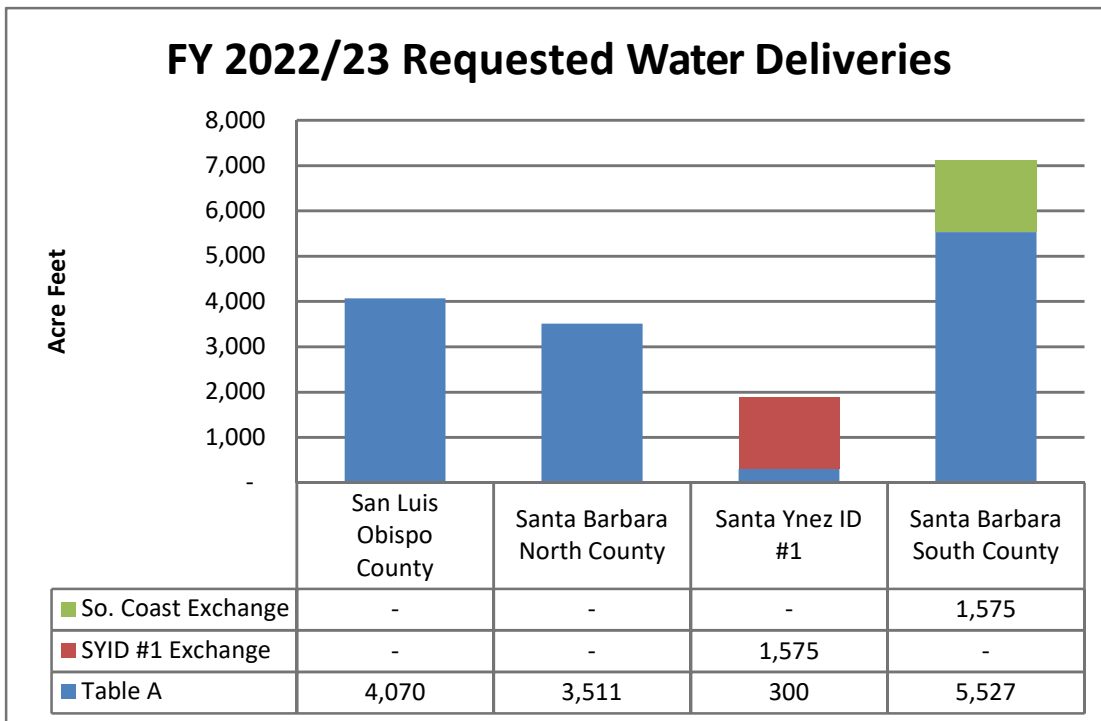 FY 2022/23 Requested Water Deliveries
Acre Feet
8,000
7,000
6,000
5,000
4,000
3,000
2,000
1,000
-
San Luis
Obispo
County
Santa Barbara
North County
Santa Ynez ID
#1
Santa Barbara
South County
So. Coast Exchange - - - 1,575
SYID #1 Exchange - - 1,575 -
Table A 4,070 3,511 300 5,527